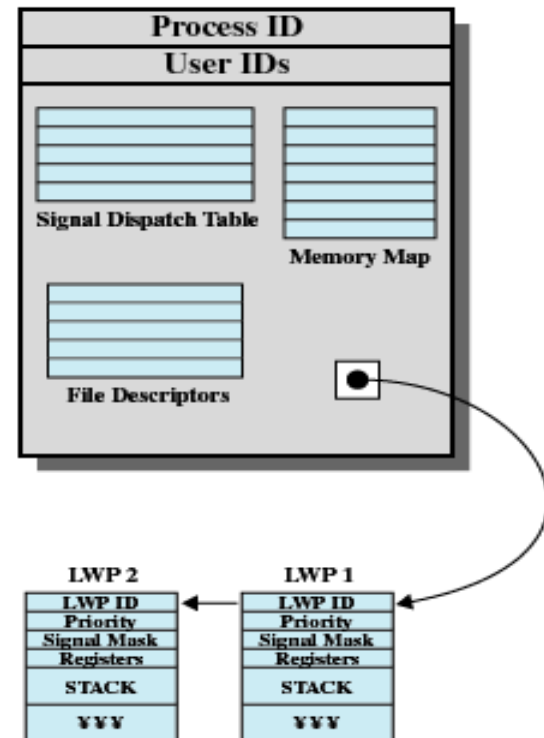 Process ID
User IDs
Signal Dispatch Table
Memory Map
File Descriptors
LWP 2
LWP ID
Priority
Signal Mask
Registers
STACK
¥¥¥
LWP 1
LWP ID
Priority
Signal Mask
Registers
STACK
¥¥¥